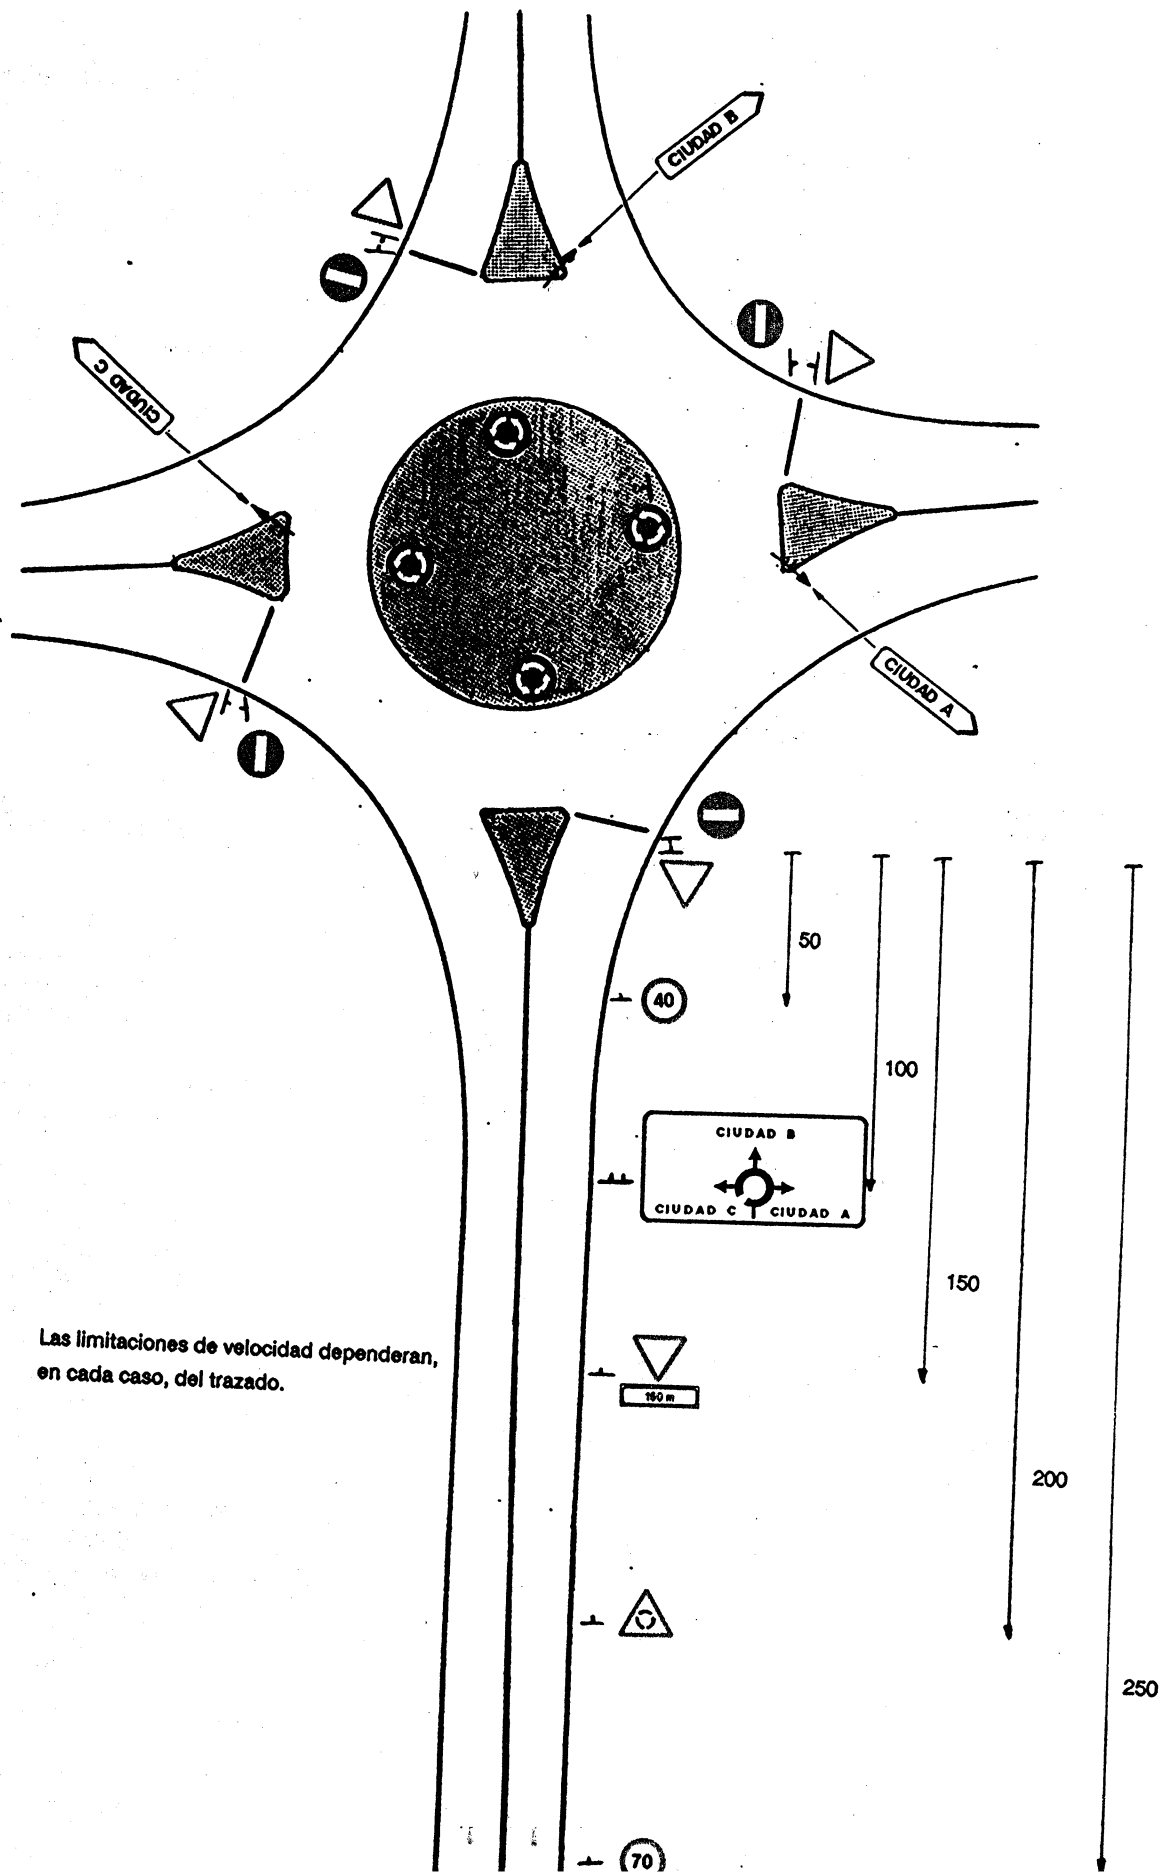 CIUDAD B
CIUDAD C
CIUDAD A
50
40
100
CIUDAD B
CIUDAD C CIUDAD A
150
Las limitaciones de velocidad dependeran,
en cada caso, del trazado.
150 m
200
250
70